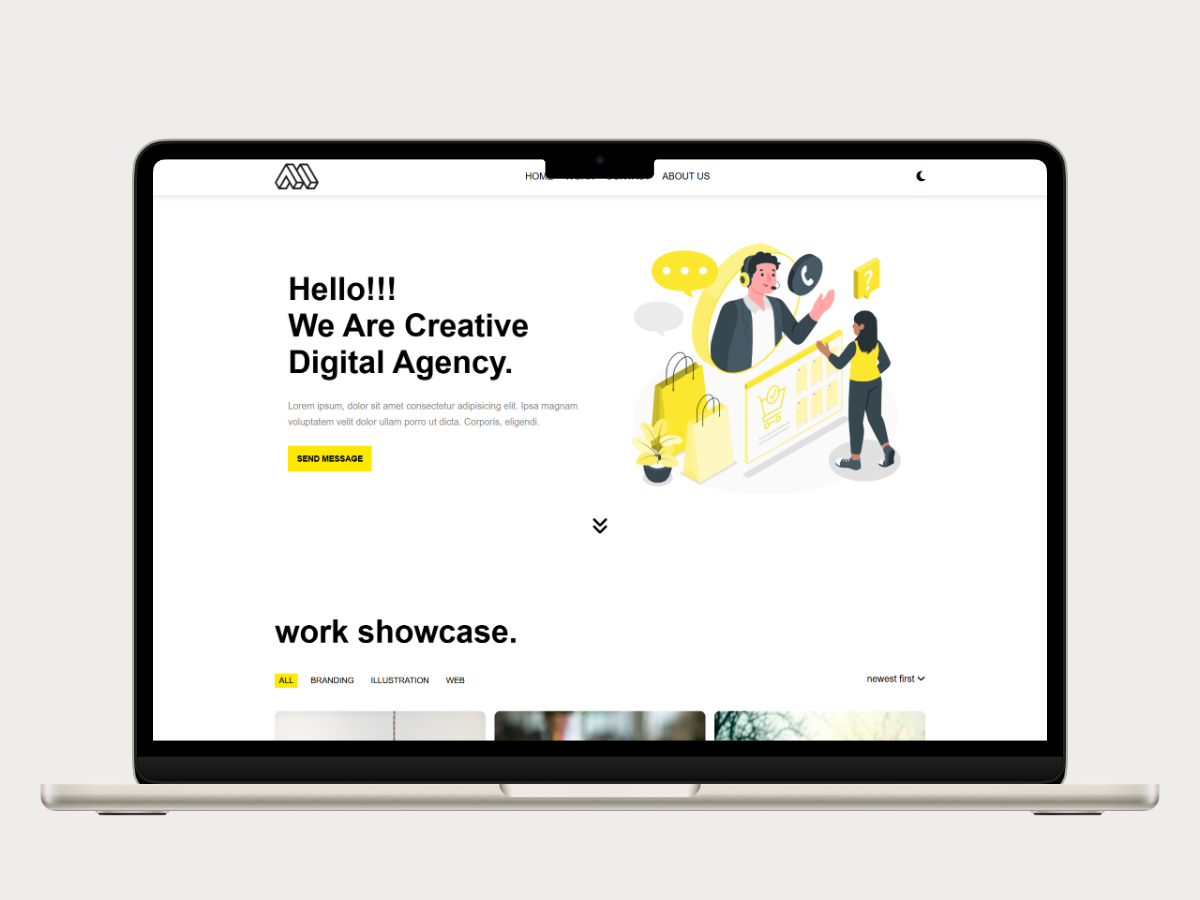 HOME ABOUT US
Hello!!!
We Are Creative
Digital Agency.
Lorem ipsum, dolor sit amet consectetur adipisicing elit. Ipsa magnam
voluptatem velit dolor ullam porro ut dicta. Corporis, eligendi.
SEND MESSAGE
?
work showcase.
ALL BRANDING ILLUSTRATION WEB
newest first